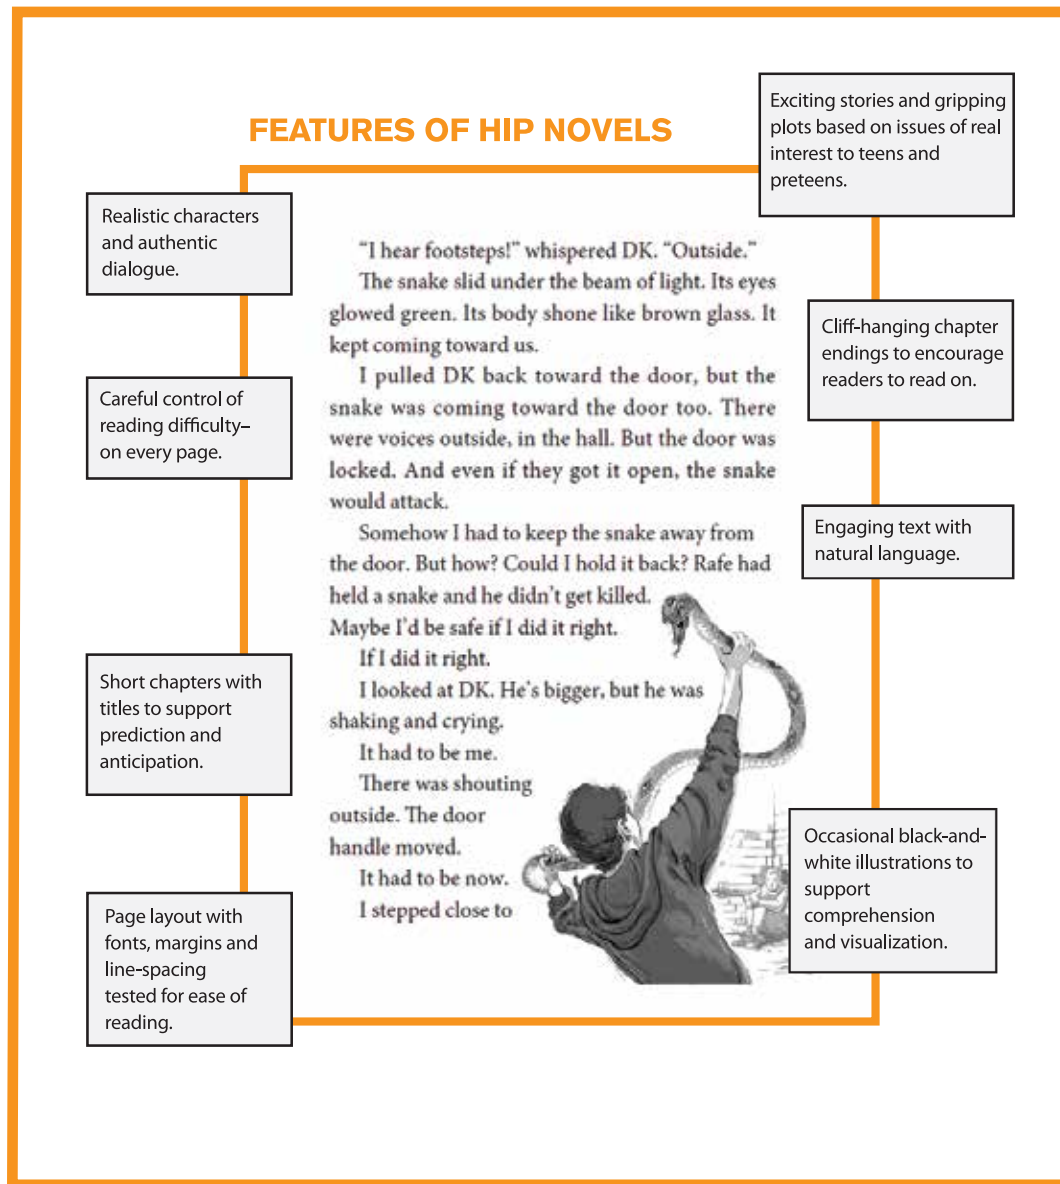 FEATURES OF HIP NOVELS
Exciting stories and gripping
plots based on issues of real
interest to teens and
preteens.
Realistic characters
and authentic
dialogue.
Careful control of
reading difficulty–
on every page.
Short chapters with
titles to support
prediction and
anticipation.
Page layout with
fonts, margins and
line-spacing
tested for ease of
reading.
“I hear footsteps!” whispered DK. “Outside.”
The snake slid under the beam of light. Its eyes
glowed green. Its body shone like brown glass. It
kept coming toward us.
I pulled DK back toward the door, but the
snake was coming toward the door too. There
were voices outside, in the hall. But the door was
locked. And even if they got it open, the snake
would attack.
Somehow I had to keep the snake away from
the door. But how? Could I hold it back? Rafe had
held a snake and he didn’t get killed.
Maybe I’d be safe if I did it right.
If I did it right.
I looked at DK. He’s bigger, but he was
shaking and crying.
It had to be me.
There was shouting
outside. The door
handle moved.
It had to be now.
I stepped close to
Cliff-hanging chapter
endings to encourage
readers to read on.
Engaging text with
natural language.
Occasional black-and-
white illustrations to
support
comprehension
and visualization.